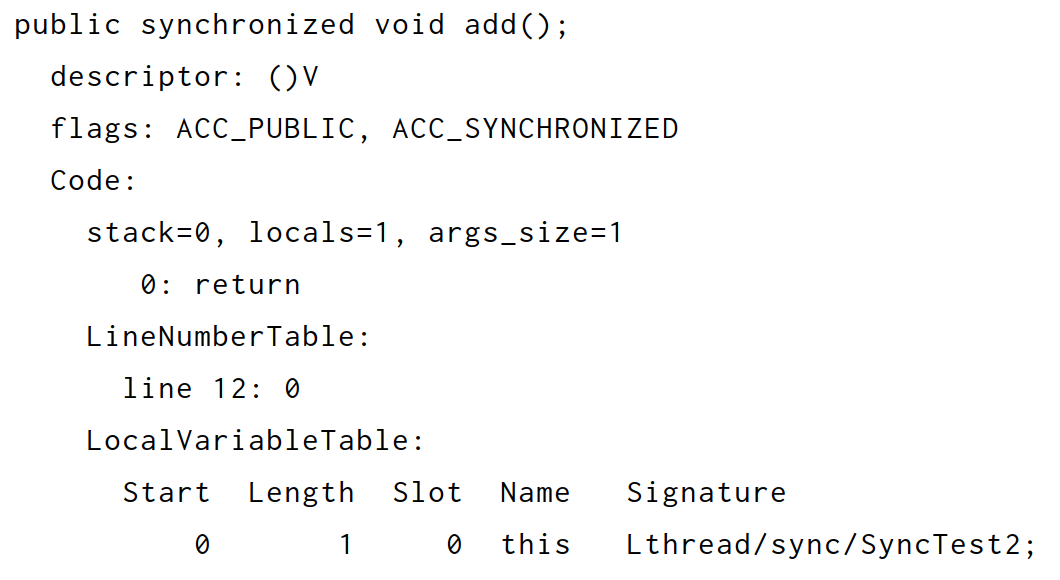 public synchronized void add();
descriptor: ()V
flags: ACC_PUBLIC, ACC_SYNCHRONIZED
Code:
stack=0, locals=1, args_size=1
0: return
LineNumberTable:
line 12: 0
LocalVariableTable:
Start Length Slot Name Signature
0 1 0 this Lthread/sync/SyncTest2;